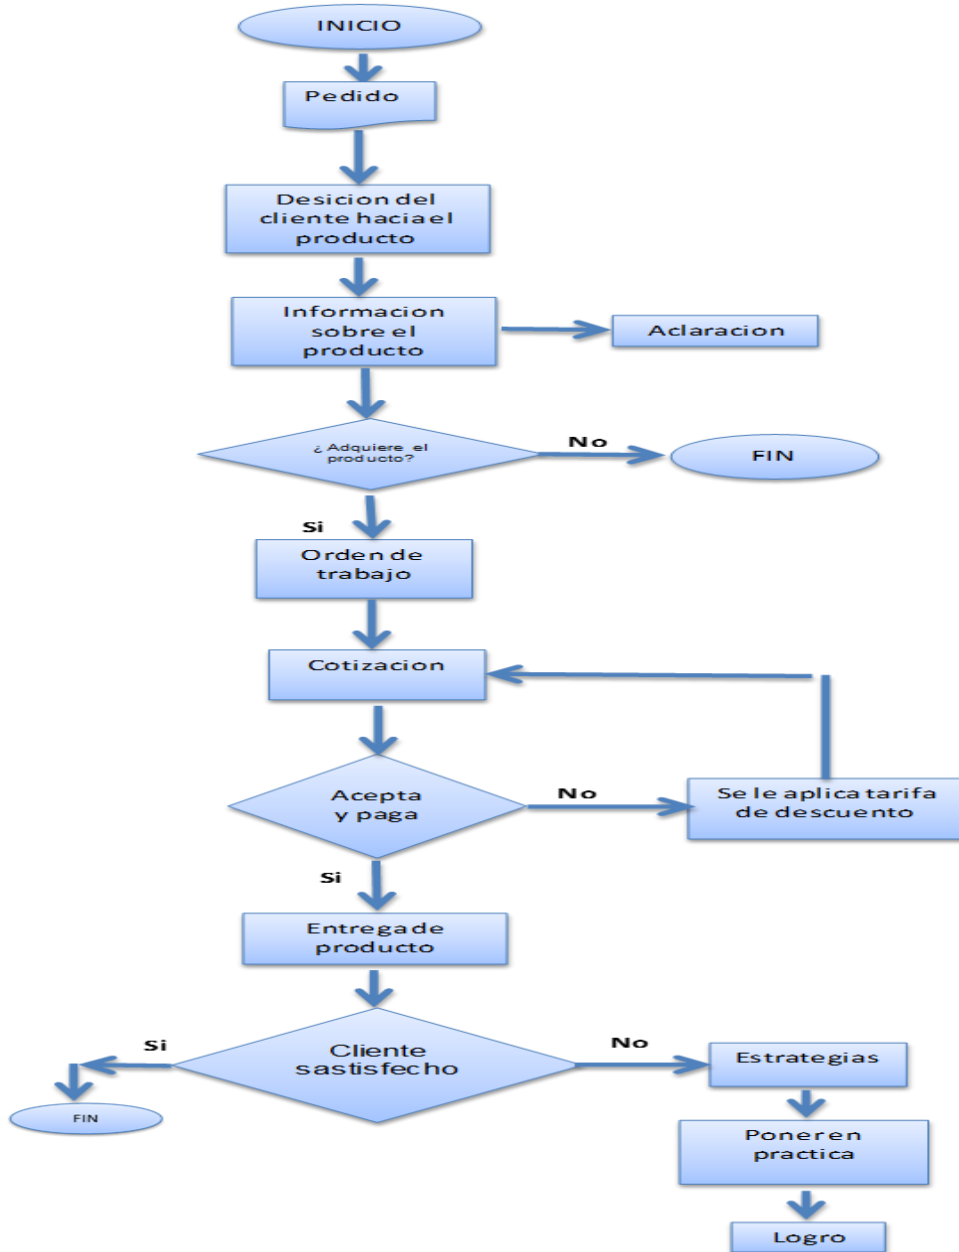 INICIO
Pedido
Desicion del
cliente hacia el
producto
Informacion
sobre el
producto
Aclaracion
¿ Adquiere el
producto?
No
FIN
Si
Orden de
trabajo
Cotizacion
Acepta
y paga
No
Se le aplica tarifa
de descuento
Si
Entrega de
producto
Si
Cliente
sastisfecho
No
Estrategias
FIN
Poner en
practica
Logro